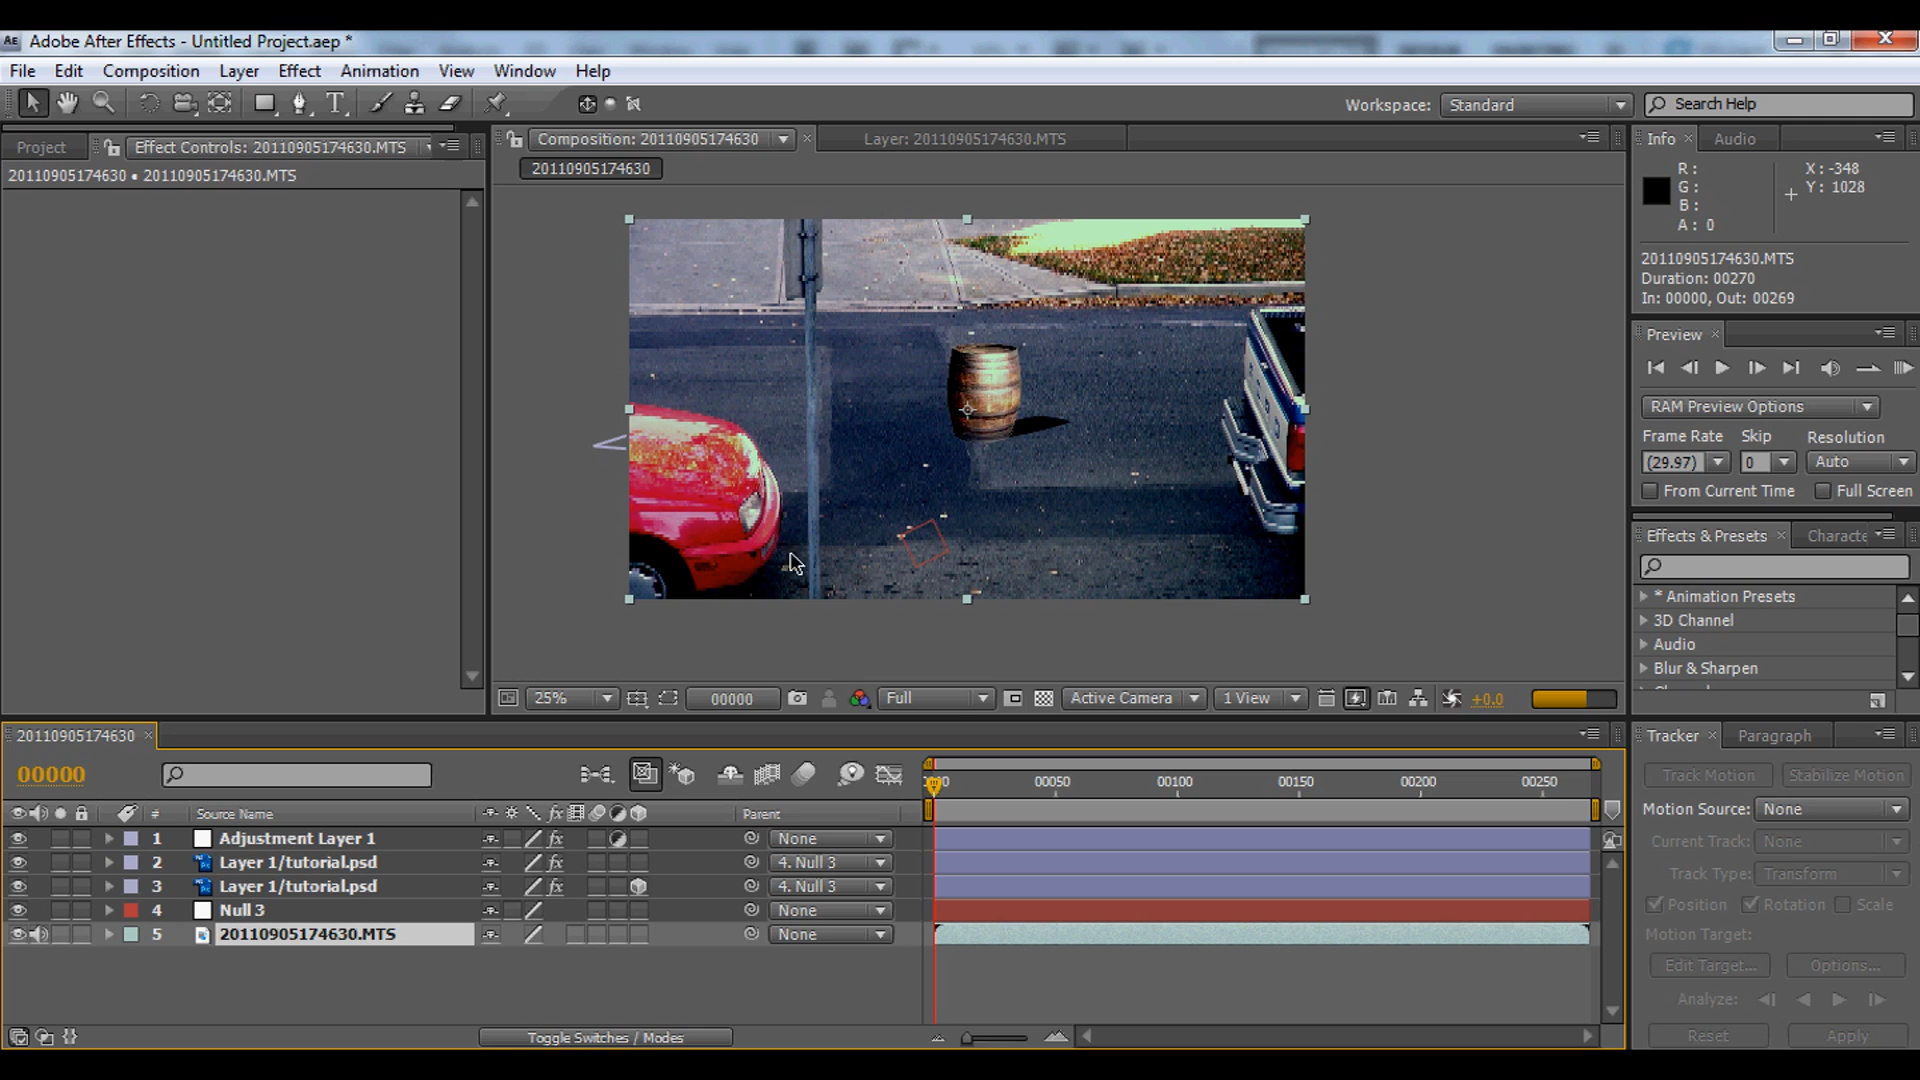 AE Adobe After Effects - Untitled Project.aep *
File Edit Composition Layer Effect Animation View Window Help
Workspace: Standard Search Help
Project Effect Controls: 20110905174630.MTS
20110905174630 • 20110905174630.MTS
Composition: 20110905174630 Layer: 20110905174630.MTS
20110905174630
Info Audio
R:
G:
B:
A: 0
X: -348
Y: 1028
20110905174630.MTS
Duration: 00270
In: 00000, Out: 00269
Preview
RAM Preview Options
Frame Rate Skip Resolution
(29.97) 0 Auto
From Current Time Full Screen
Effects & Presets Characte
* Animation Presets
3D Channel
Audio
Blur & Sharpen
25% 00000 Full Active Camera 1 View +0.0
20110905174630
00000
00050 00100 00150 00200 00250
# Source Name fx Parent
1 Adjustment Layer 1 fx None
2 Layer 1/tutorial.psd fx 4. Null 3
3 Layer 1/tutorial.psd fx 4. Null 3
4 Null 3 None
5 20110905174630.MTS None
Toggle Switches / Modes
Tracker Paragraph
Track Motion Stabilize Motion
Motion Source: None
Current Track: None
Track Type: Transform
Position Rotation Scale
Motion Target:
Edit Target... Options...
Analyze:
Reset Apply